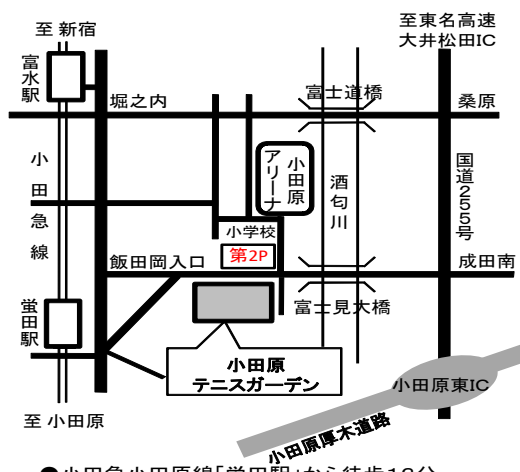 至 新宿
至東名高速
大井松田IC
富水駅
堀之内
富士道橋
桑原
小田急線
小田原
アリーナ
酒匂川
国道255号
小学校
第2P
飯田岡入口
成田南
富士見大橋
蛍田駅
小田原
テニスガーデン
小田原東IC
至 小田原
小田原厚木道路